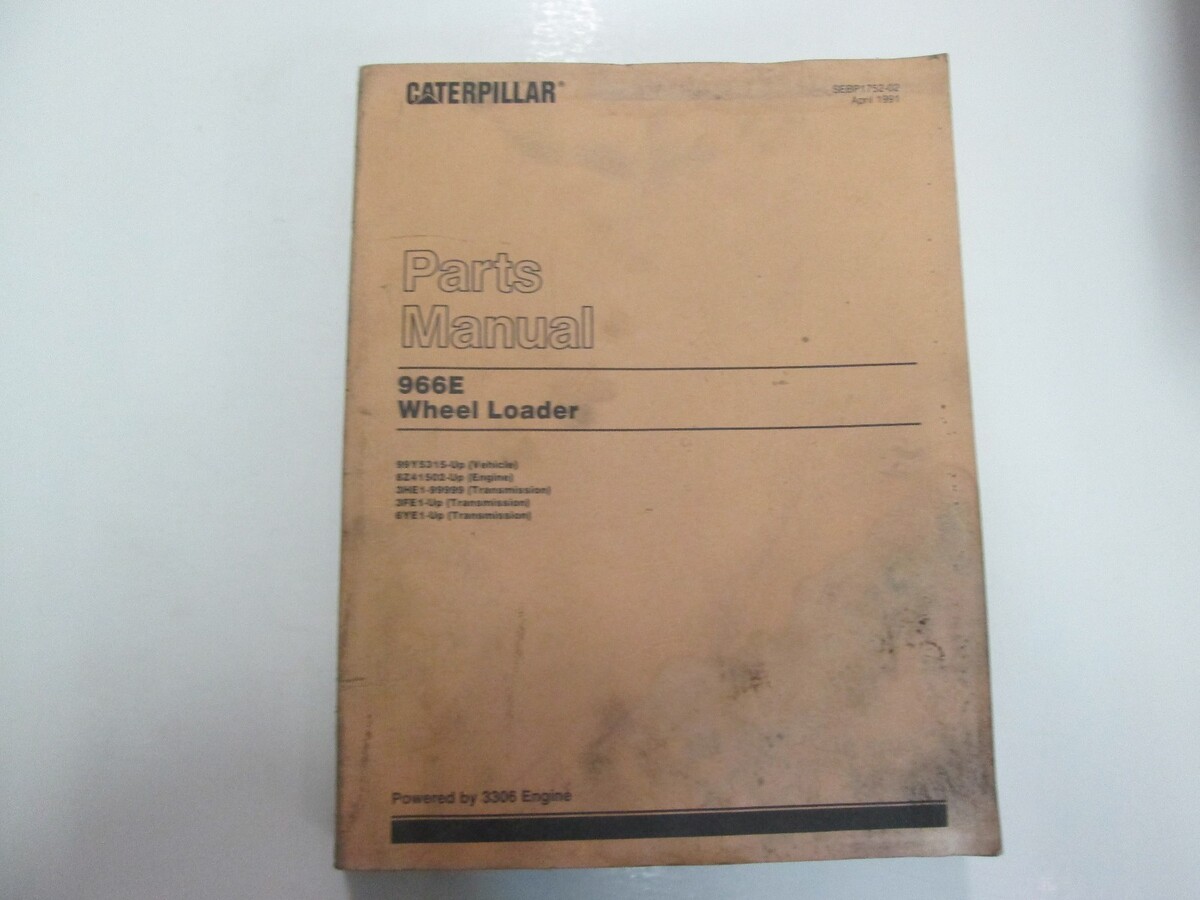 CATERPILLAR®
SEBP1752-02
April 1991
Parts
Manual
966E
Wheel Loader
99Y5315-Up (Vehicle)
8Z41502-Up (Engine)
3HE1-99999 (Transmission)
3FE1-Up (Transmission)
6YE1-Up (Transmission)
Powered by 3306 Engine